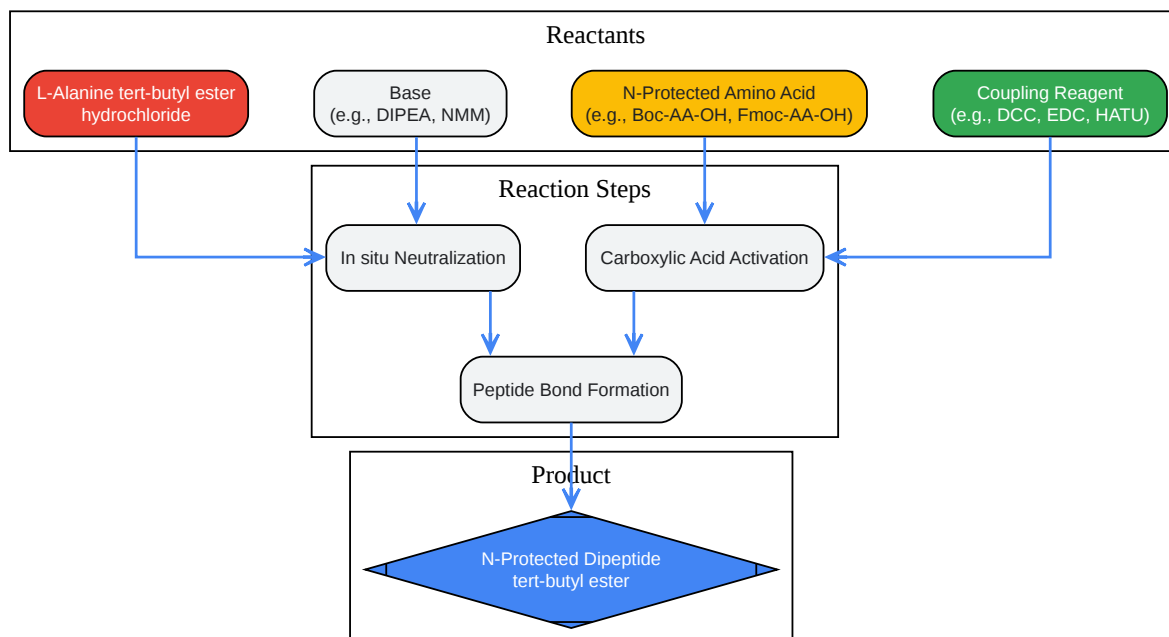 Reactants
L-Alanine tert-butyl ester
hydrochloride
Base
(e.g., DIPEA, NMM)
N-Protected Amino Acid
(e.g., Boc-AA-OH, Fmoc-AA-OH)
Coupling Reagent
(e.g., DCC, EDC, HATU)
Reaction Steps
In situ Neutralization
Carboxylic Acid Activation
Peptide Bond Formation
Product
N-Protected Dipeptide
tert-butyl ester